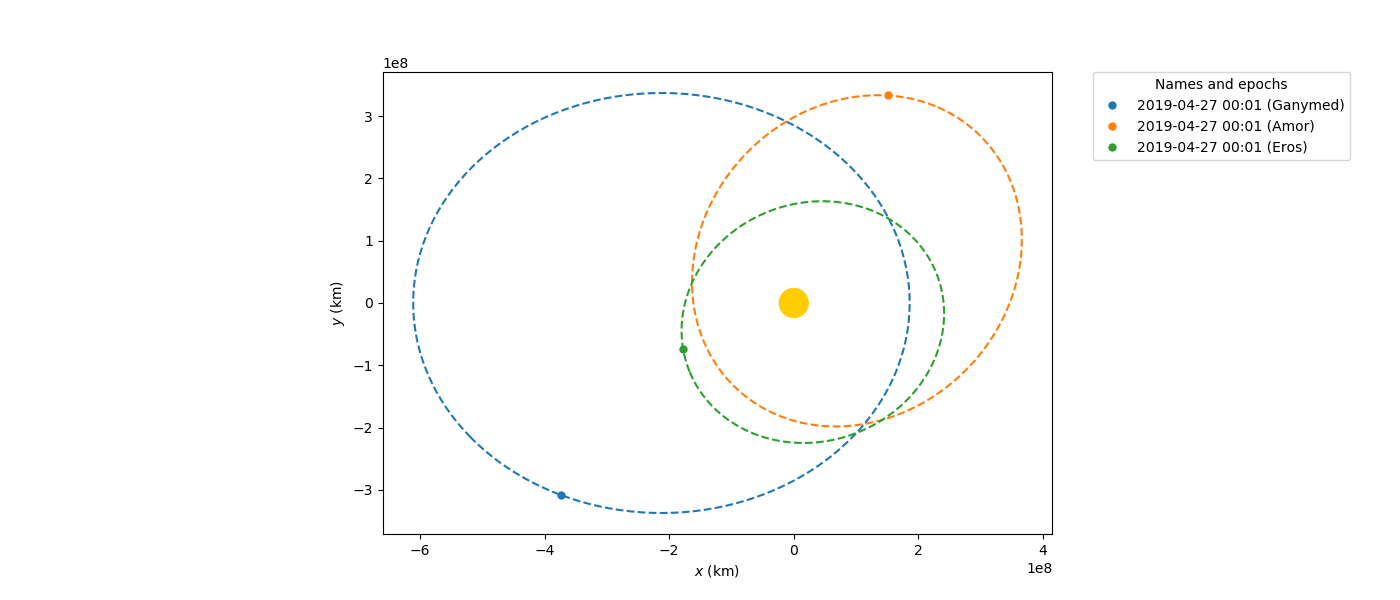 1e8
3
2
1
0
−1
−2
−3
y (km)
−6
−4
−2
0
2
4
1e8
x (km)
Names and epochs
2019-04-27 00:01 (Ganymed)
2019-04-27 00:01 (Amor)
2019-04-27 00:01 (Eros)